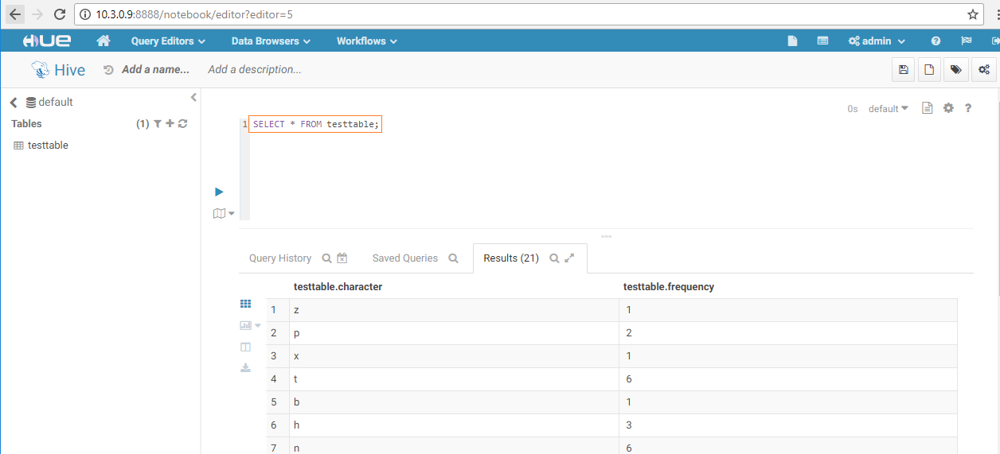 10.3.0.9:8888/notebook/editor?editor=5
HUE Query Editors Data Browsers Workflows admin
Hive Add a name... Add a description...
default
Tables (1)
testtable
0s default ?
1 SELECT * FROM testtable;
Query History Saved Queries Results (21)
testtable.character testtable.frequency
1 z 1
2 p 2
3 x 1
4 t 6
5 b 1
6 h 3
7 n 6